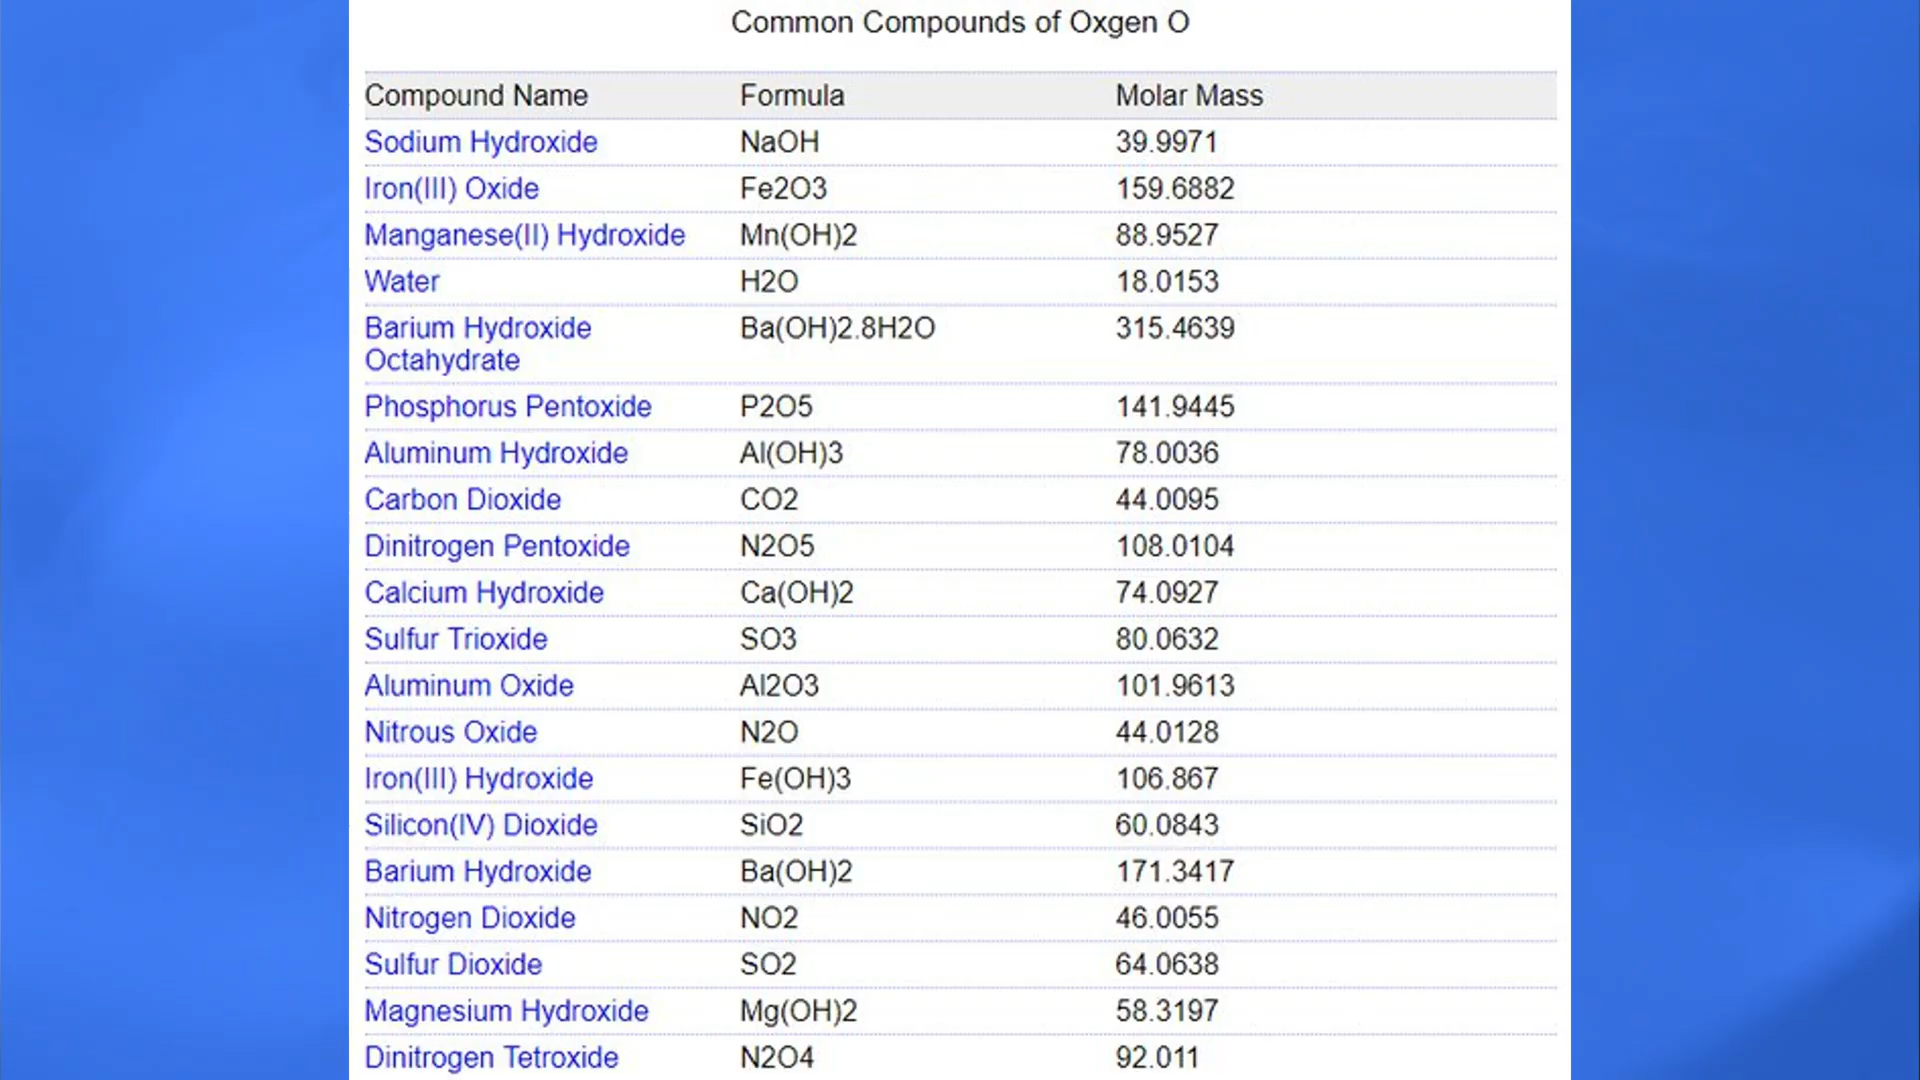 Common Compounds of Oxgen O
Compound Name Formula Molar Mass
Sodium Hydroxide NaOH 39.9971
Iron(III) Oxide Fe2O3 159.6882
Manganese(II) Hydroxide Mn(OH)2 88.9527
Water H2O 18.0153
Barium Hydroxide Ba(OH)2.8H2O 315.4639
Octahydrate
Phosphorus Pentoxide P2O5 141.9445
Aluminum Hydroxide Al(OH)3 78.0036
Carbon Dioxide CO2 44.0095
Dinitrogen Pentoxide N2O5 108.0104
Calcium Hydroxide Ca(OH)2 74.0927
Sulfur Trioxide SO3 80.0632
Aluminum Oxide Al2O3 101.9613
Nitrous Oxide N2O 44.0128
Iron(III) Hydroxide Fe(OH)3 106.867
Silicon(IV) Dioxide SiO2 60.0843
Barium Hydroxide Ba(OH)2 171.3417
Nitrogen Dioxide NO2 46.0055
Sulfur Dioxide SO2 64.0638
Magnesium Hydroxide Mg(OH)2 58.3197
Dinitrogen Tetroxide N2O4 92.011